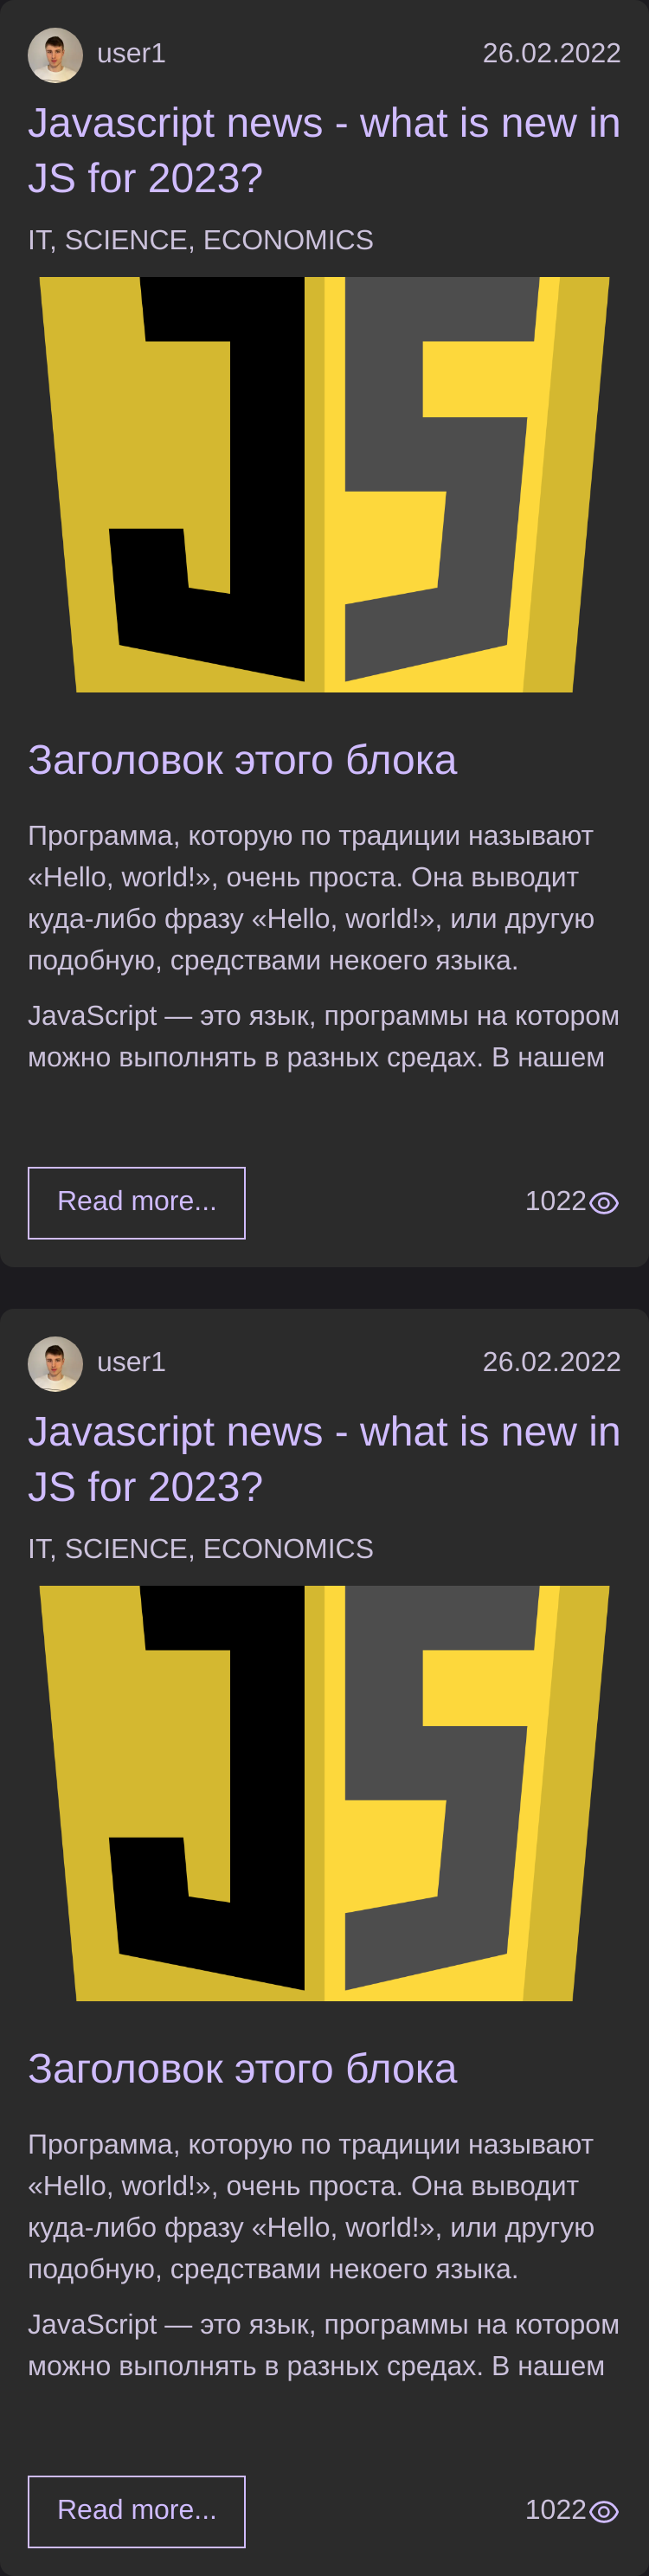 user1 26.02.2022
Javascript news - what is new in
JS for 2023?
IT, SCIENCE, ECONOMICS
JS
Заголовок этого блока
Программа, которую по традиции называют
«Hello, world!», очень проста. Она выводит
куда-либо фразу «Hello, world!», или другую
подобную, средствами некоего языка.
JavaScript — это язык, программы на котором
можно выполнять в разных средах. В нашем
Read more... 1022
user1 26.02.2022
Javascript news - what is new in
JS for 2023?
IT, SCIENCE, ECONOMICS
JS
Заголовок этого блока
Программа, которую по традиции называют
«Hello, world!», очень проста. Она выводит
куда-либо фразу «Hello, world!», или другую
подобную, средствами некоего языка.
JavaScript — это язык, программы на котором
можно выполнять в разных средах. В нашем
Read more... 1022